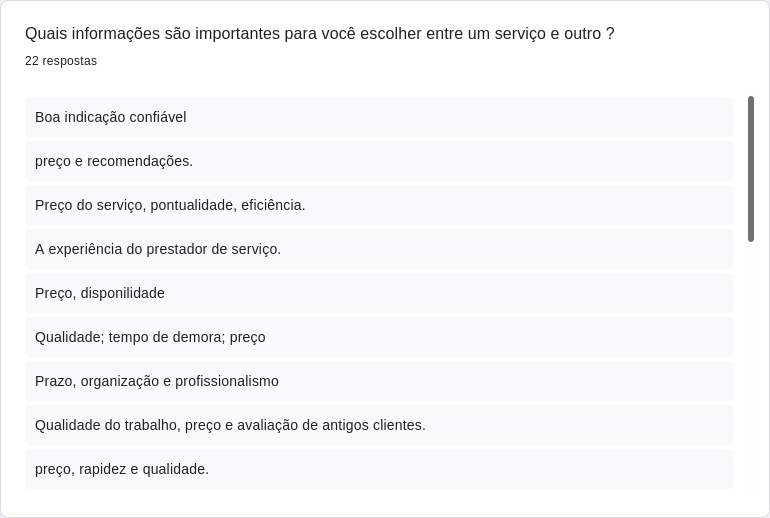 Quais informações são importantes para você escolher entre um serviço e outro ?
22 respostas
Boa indicação confiável
preço e recomendações.
Preço do serviço, pontualidade, eficiência.
A experiência do prestador de serviço.
Preço, disponilidade
Qualidade; tempo de demora; preço
Prazo, organização e profissionalismo
Qualidade do trabalho, preço e avaliação de antigos clientes.
preço, rapidez e qualidade.